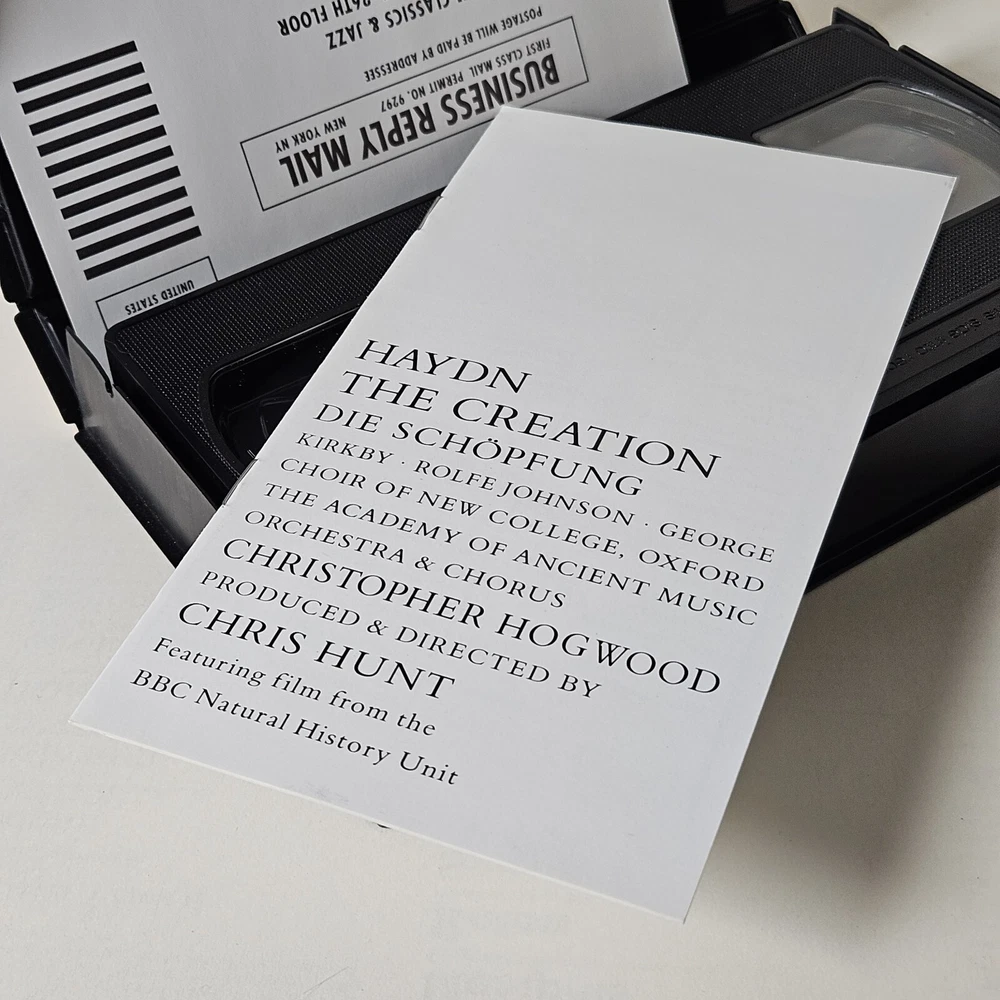 CLASSICS & JAZZ
26TH FLOOR
POSTAGE WILL BE PAID BY ADDRESSEE
FIRST CLASS MAIL PERMIT NO. 9297 NEW YORK NY
BUSINESS REPLY MAIL
UNITED STATES
HAYDN
THE CREATION
DIE SCHÖPFUNG
KIRKBY · ROLFE JOHNSON · GEORGE
CHOIR OF NEW COLLEGE, OXFORD
THE ACADEMY OF ANCIENT MUSIC
ORCHESTRA & CHORUS
CHRISTOPHER HOGWOOD
PRODUCED & DIRECTED BY
CHRIS HUNT
Featuring film from the
BBC Natural History Unit